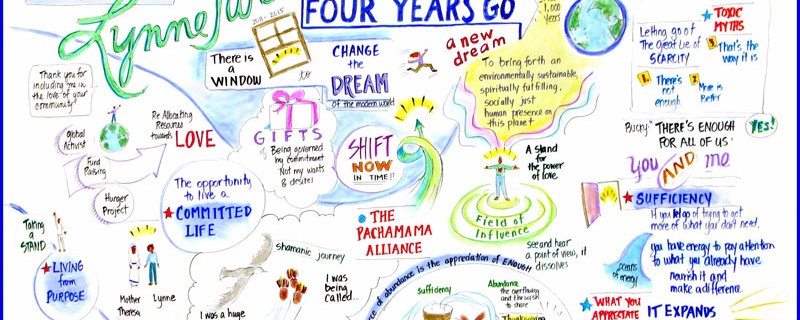 Lynne
FOUR YEARS GO
2011-2015
1,000
YEARS
THERE IS
A
WINDOW
to
CHANGE
the
DREAM
of the modern world
a new
dream
To bring forth an
environmentally sustainable,
spiritually fulfilling,
socially just
human presence on
this planet
TOXIC
MYTHS
Letting go of
The Great Lie of
SCARCITY
3. That's the
way it is
1. There's
not
enough
2. More is
Better
Thank you for
including me in
the love of your
community
Global
Activist
Fund
Raising
Hunger
Project
Re Allocating
Resources
towards
LOVE
GIFTS
Being governed
by commitment
Not my wants
& desires
SHIFT
NOW
IN TIME!!
A Stand
for
the power
of love
Bucky: "THERE'S ENOUGH
FOR ALL OF US"
YES!
YOU AND me
SUFFICIENCY
If you let go of trying to get
more of what you don't need,
oceans
of energy
you have energy to pay attention
to what you already have
nourish it and
make a difference.
WHAT YOU
APPRECIATE
IT EXPANDS
The opportunity
to live a
COMMITTED
LIFE
Taking
a STAND
LIVING
from
PURPOSE
Mother
Theresa
Lynne
THE
PACHAMAMA
ALLIANCE
Field of
Influence
See and hear
a point of view, it
dissolves
shamanic journey
I was
being
called...
I was a huge
of abundance is the appreciation of ENOUGH
Sufficiency
Abundance
the overflowing
and the wish
to share
Thanksgiving